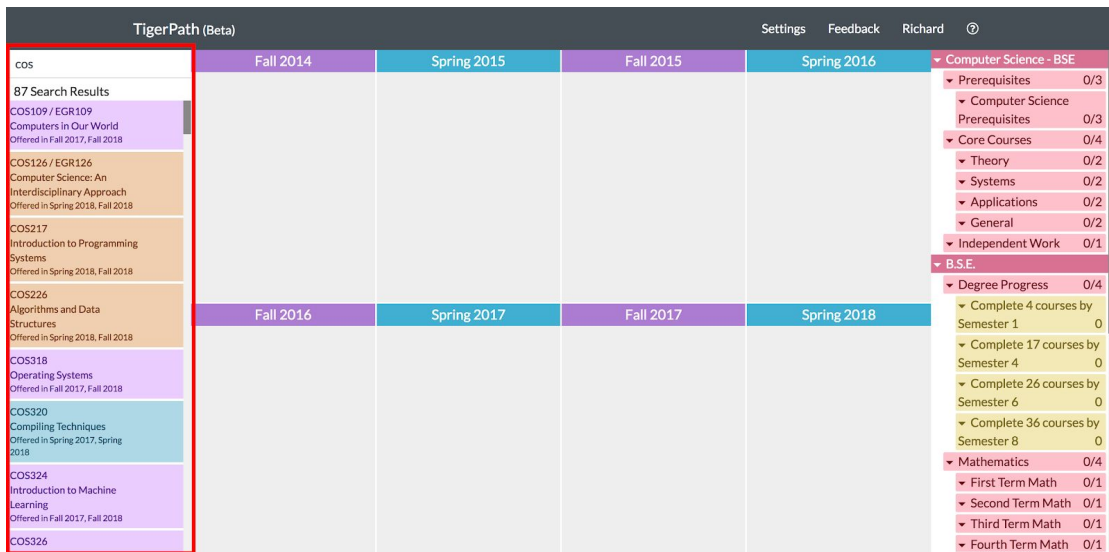 TigerPath (Beta)
Settings Feedback Richard ?
cos
87 Search Results
COS109 / EGR109
Computers in Our World
Offered in Fall 2017, Fall 2018
COS126 / EGR126
Computer Science: An
Interdisciplinary Approach
Offered in Spring 2018, Fall 2018
COS217
Introduction to Programming
Systems
Offered in Spring 2018, Fall 2018
COS226
Algorithms and Data
Structures
Offered in Spring 2018, Fall 2018
COS318
Operating Systems
Offered in Fall 2017, Fall 2018
COS320
Compiling Techniques
Offered in Spring 2017, Spring
2018
COS324
Introduction to Machine
Learning
Offered in Fall 2017, Fall 2018
COS326
Fall 2014 Spring 2015 Fall 2015 Spring 2016
Fall 2016 Spring 2017 Fall 2017 Spring 2018
Computer Science - BSE
Prerequisites 0/3
Computer Science
Prerequisites 0/3
Core Courses 0/4
Theory 0/2
Systems 0/2
Applications 0/2
General 0/2
Independent Work 0/1
B.S.E.
Degree Progress 0/4
Complete 4 courses by
Semester 1 0
Complete 17 courses by
Semester 4 0
Complete 26 courses by
Semester 6 0
Complete 36 courses by
Semester 8 0
Mathematics 0/4
First Term Math 0/1
Second Term Math 0/1
Third Term Math 0/1
Fourth Term Math 0/1